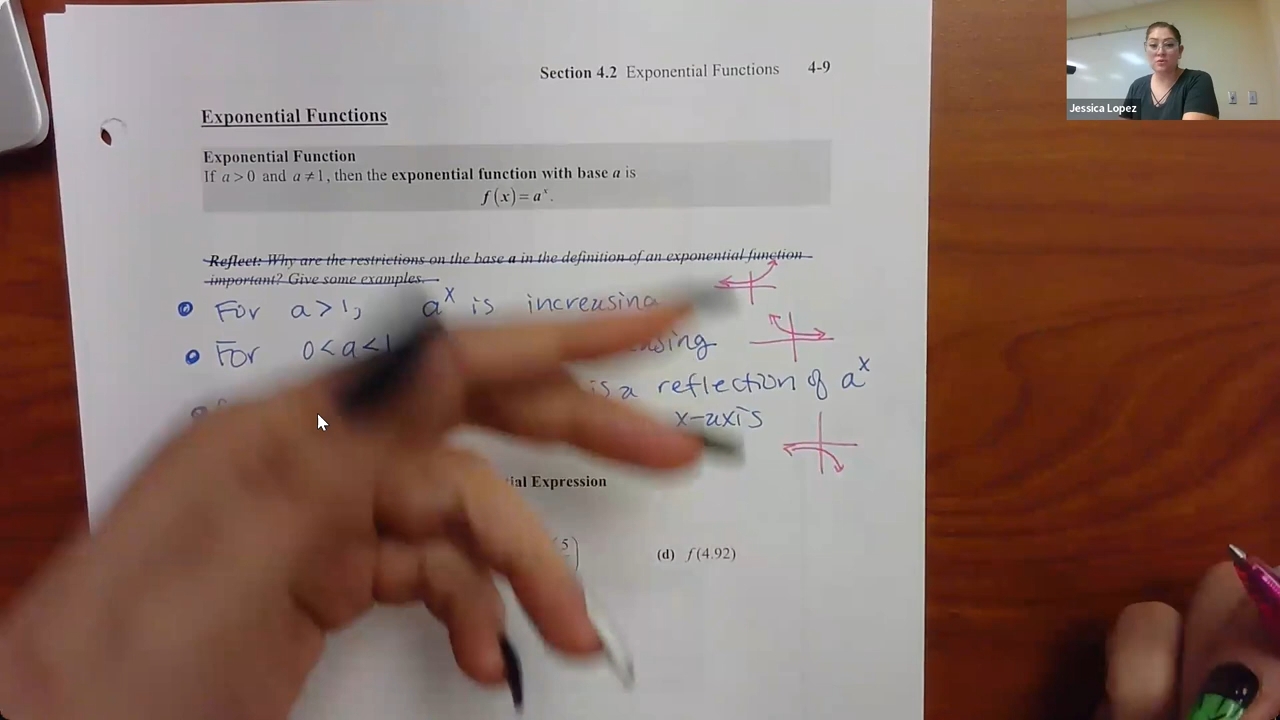 Section 4.2 Exponential Functions 4-9
Jessica Lopez
Exponential Functions
Exponential Function
If a>0 and a≠1, then the exponential function with base a is
f(x)=aˣ.
Reflect: Why are the restrictions on the base a in the definition of an exponential function
important? Give some examples.
For a>1, aˣ is increasing
For 0<a<1
is a reflection of aˣ
x-axis
Expression
(d) f(4.92)